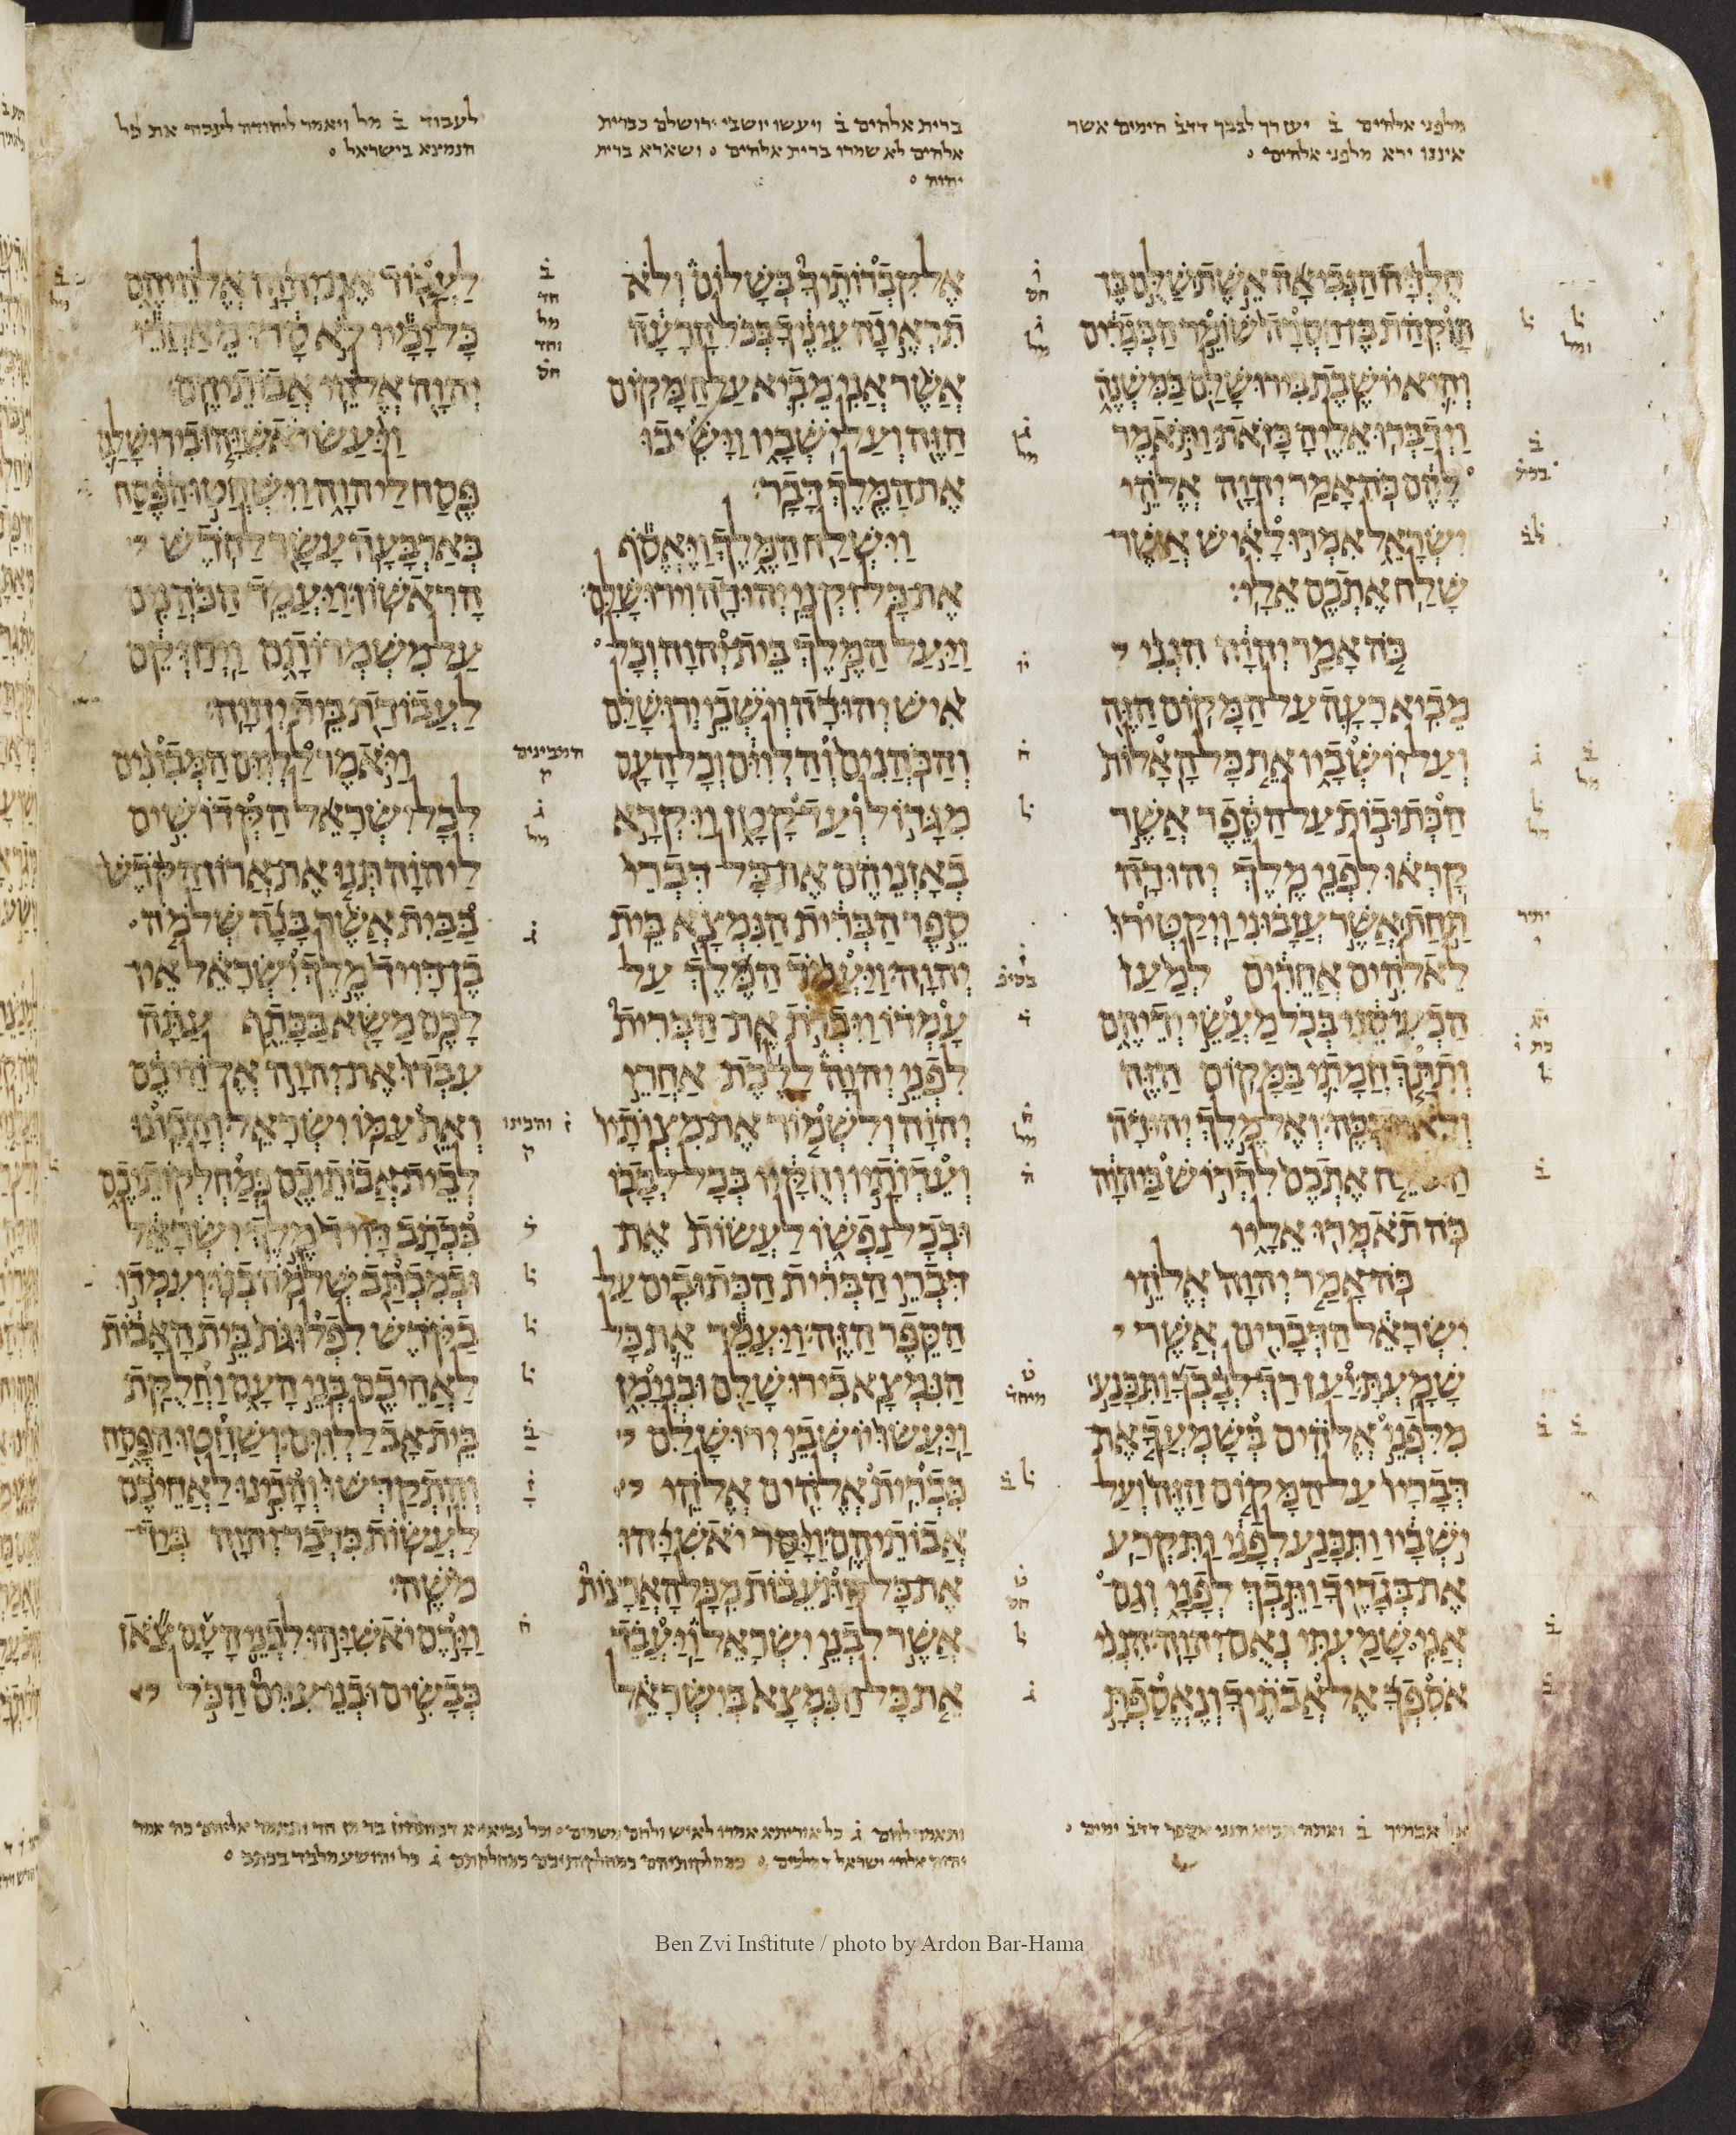 מלפני אלהים ב יען רך לבבך דדב הימים אשר
איננו ירא מלפני אלהים
ברית אלהים ב ויעשו יושבי ירושלם כברית
אלהים לא שמרו ברית אלהים ושארא ברית
יהוה
לעבוד ב מל ויאמר ליהודה לעבוד את כל
הנמצא בישראל
חלדה הנביאה אשת שלם בן
תוקהת בן חסרה שומר הבגדים
והיא יושבת בירושלם במשנה
וידברו אליה כזאת ותאמר
להם כה אמר יהוה אלהי
ישראל אמרו לאיש אשר
שלח אתכם אלי
כה אמר יהוה הנני
מביא רעה על המקום הזה
ועל יושביו את כל האלות
הכתובות על הספר אשר
קראו לפני מלך יהודה
תחת אשר עזבוני ויקטירו
לאלהים אחרים למען
הכעיסני בכל מעשי ידיהם
ותתך חמתי במקום הזה
ולא תכבה ואל מלך יהודה
השלח אתכם לדרוש ביהוה
כה תאמרו אליו
כה אמר יהוה אלהי
ישראל הדברים אשר
שמעת יען רך לבבך ותכנע
מלפני אלהים בשמעך את
דבריו על המקום הזה ועל
ישביו ותכנע לפני ותקרע
את בגדיך ותבך לפני וגם
אני שמעתי נאם יהוה הנני
אספך אל אבתיך ונאספת
אל קברותיך בשלום ולא
תראינה עיניך בכל הרעה
אשר אני מביא על המקום
הזה ועל ישביו וישיבו
את המלך דבר
וישלח המלך ויאסף
את כל זקני יהודה וירושלם
ויעל המלך בית יהוה וכל
איש יהודה וישבי ירושלם
והכהנים והלוים וכל העם
מגדול ועד קטן ויקרא
באזניהם את כל דברי
ספר הברית הנמצא בית
יהוה ויעמד המלך על
עמדו ויכרת את הברית
לפני יהוה ללכת אחרי
יהוה ולשמור את מצותיו
ועדותיו וחקיו בכל לבבו
ובכל נפשו לעשות את
דברי הברית הכתובים על
הספר הזה ויעמד את כל
הנמצא בירושלם ובנימן
ויעשו יושבי ירושלם
כברית אלהים אלהי
אבותיהם ויסר יאשיהו
את כל התועבות מכל הארצות
אשר לבני ישראל ויעבד
את כל הנמצא בישראל
לעבוד את יהוה אלהיהם
כל ימיו לא סרו מאחרי
יהוה אלהי אבותיהם
ויעש יאשיהו בירושלם
פסח ליהוה וישחטו הפסח
בארבעה עשר לחדש
הראשון ויעמד הכהנים
על משמרותם ויחזקם
לעבודת בית יהוה
ויאמר ללוים המבונים
לכל ישראל הקדושים
ליהוה תנו את ארון הקדש
בבית אשר בנה שלמה
בן דויד מלך ישראל אין
לכם משא בכתף עתה
עבדו את יהוה אלהיכם
ואת עמו ישראל והכונו
לבית אבותיכם כמחלקותיכם
בכתב דויד מלך ישראל
ובמכתב שלמה בנו ועמדו
בקדש לפלגות בית האבות
לאחיכם בני העם וחלקת
בית אב ללוים ושחטו הפסח
והתקדשו והכינו לאחיכם
לעשות כדבר יהוה ביד
משה
וירם יאשיהו לבני העם צאן
כבשים ובני עזים הכל
אל אבתיך ב ואתה תבוא הנני אספך דדב ימים
ותאמר להם ג כל אוריתא אמרו לאיש
יהוה אלהי ישראל דמלכים
Ben Zvi Institute / photo by Ardon Bar-Hama